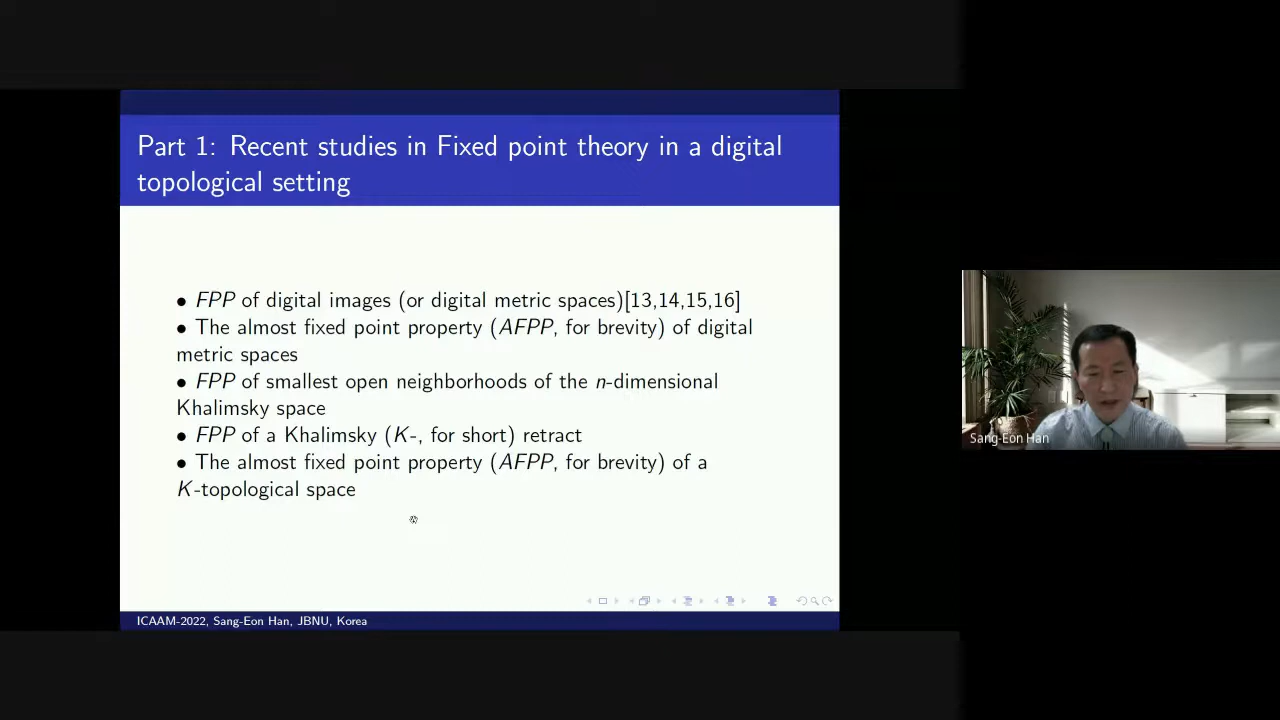 Part 1: Recent studies in Fixed point theory in a digital
topological setting
• FPP of digital images (or digital metric spaces)[13,14,15,16]
• The almost fixed point property (AFPP, for brevity) of digital
metric spaces
• FPP of smallest open neighborhoods of the n-dimensional
Khalimsky space
• FPP of a Khalimsky (K-, for short) retract
• The almost fixed point property (AFPP, for brevity) of a
K-topological space
ICAAM-2022, Sang-Eon Han, JBNU, Korea
Sang-Eon Han